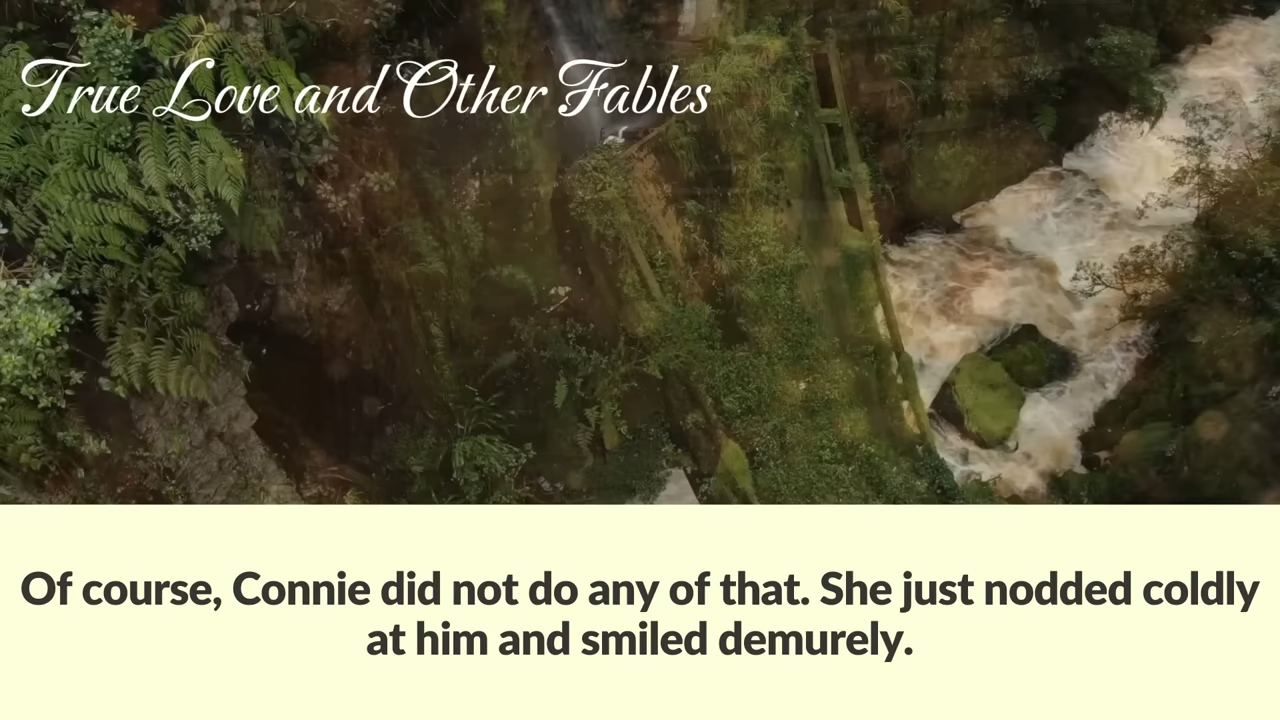 True Love and Other Fables
Of course, Connie did not do any of that. She just nodded coldly
at him and smiled demurely.